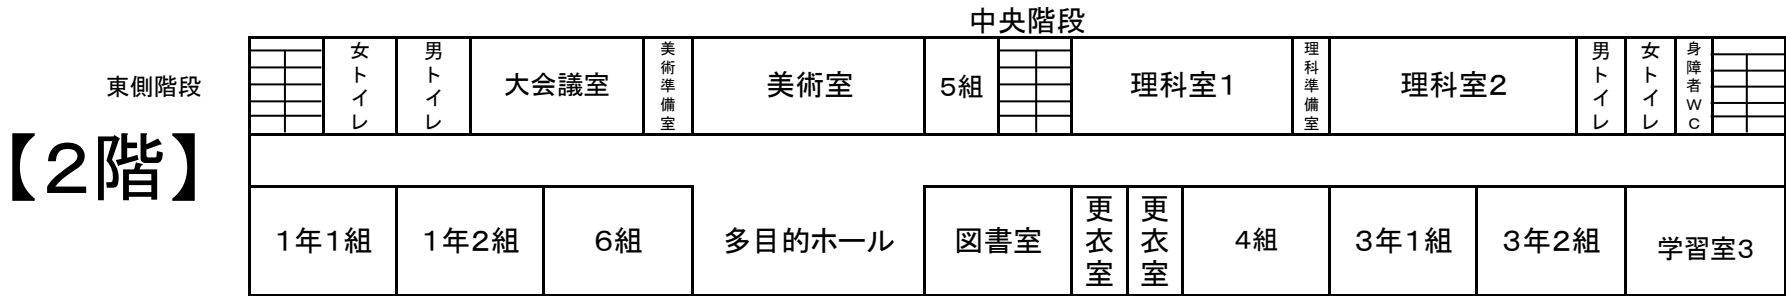 中央階段
東側階段
【2階】
女トイレ
男トイレ
大会議室
美術準備室
美術室
5組
理科室1
理科準備室
理科室2
男トイレ
女トイレ
身障者WC
1年1組
1年2組
6組
多目的ホール
図書室
更衣室
更衣室
4組
3年1組
3年2組
学習室3